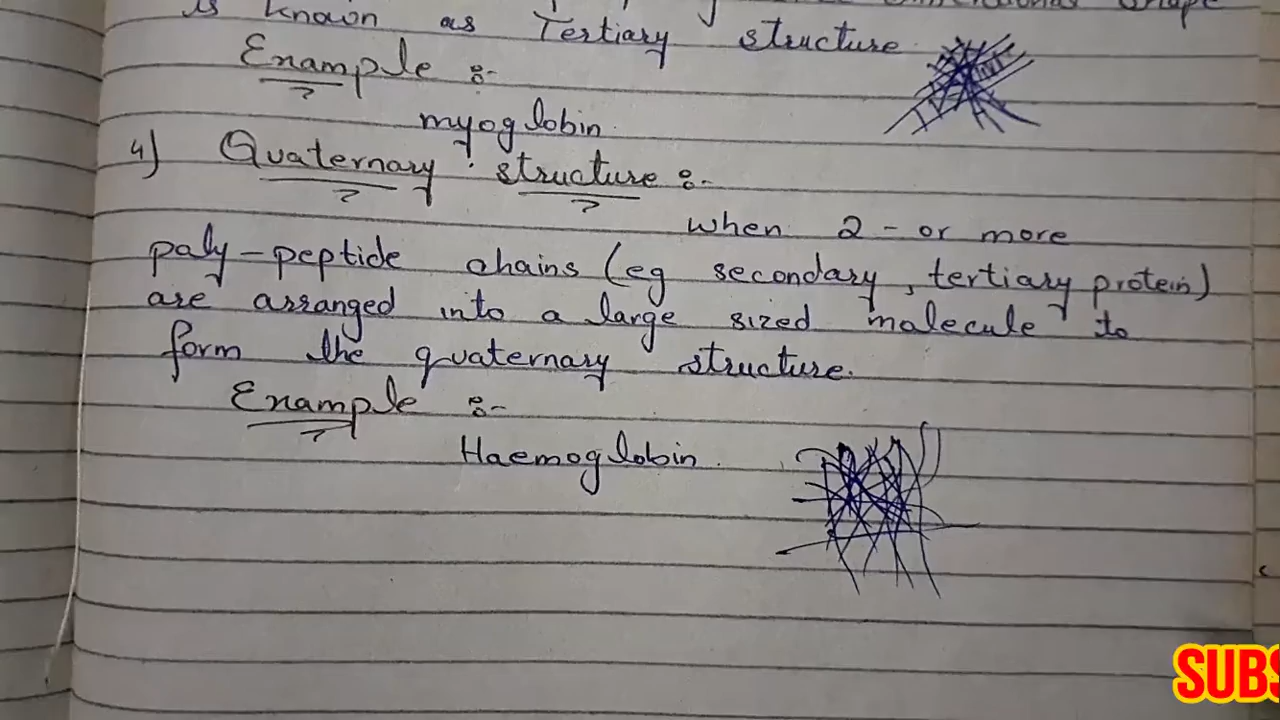 is known as Tertiary structure
Example :-
myoglobin.
4) Quaternary structure :-
when 2 - or more
paly-peptide chains (eg secondary, tertiary protein)
are arranged into a large sized molecule to
form the quaternary structure.
Example :-
Haemoglobin.
SUBS